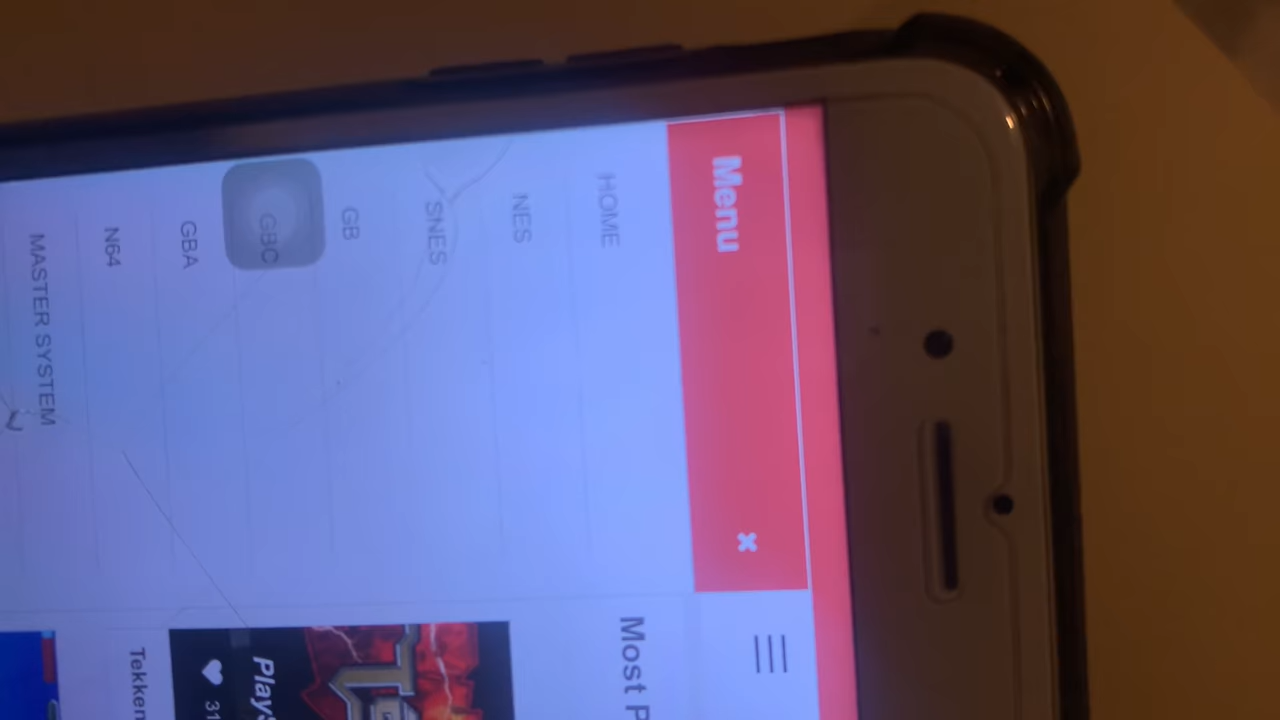 Menu ×
HOME
NES
SNES
GB
GBC
GBA
N64
MASTER SYSTEM
Most P
PlayS
31
Tekken